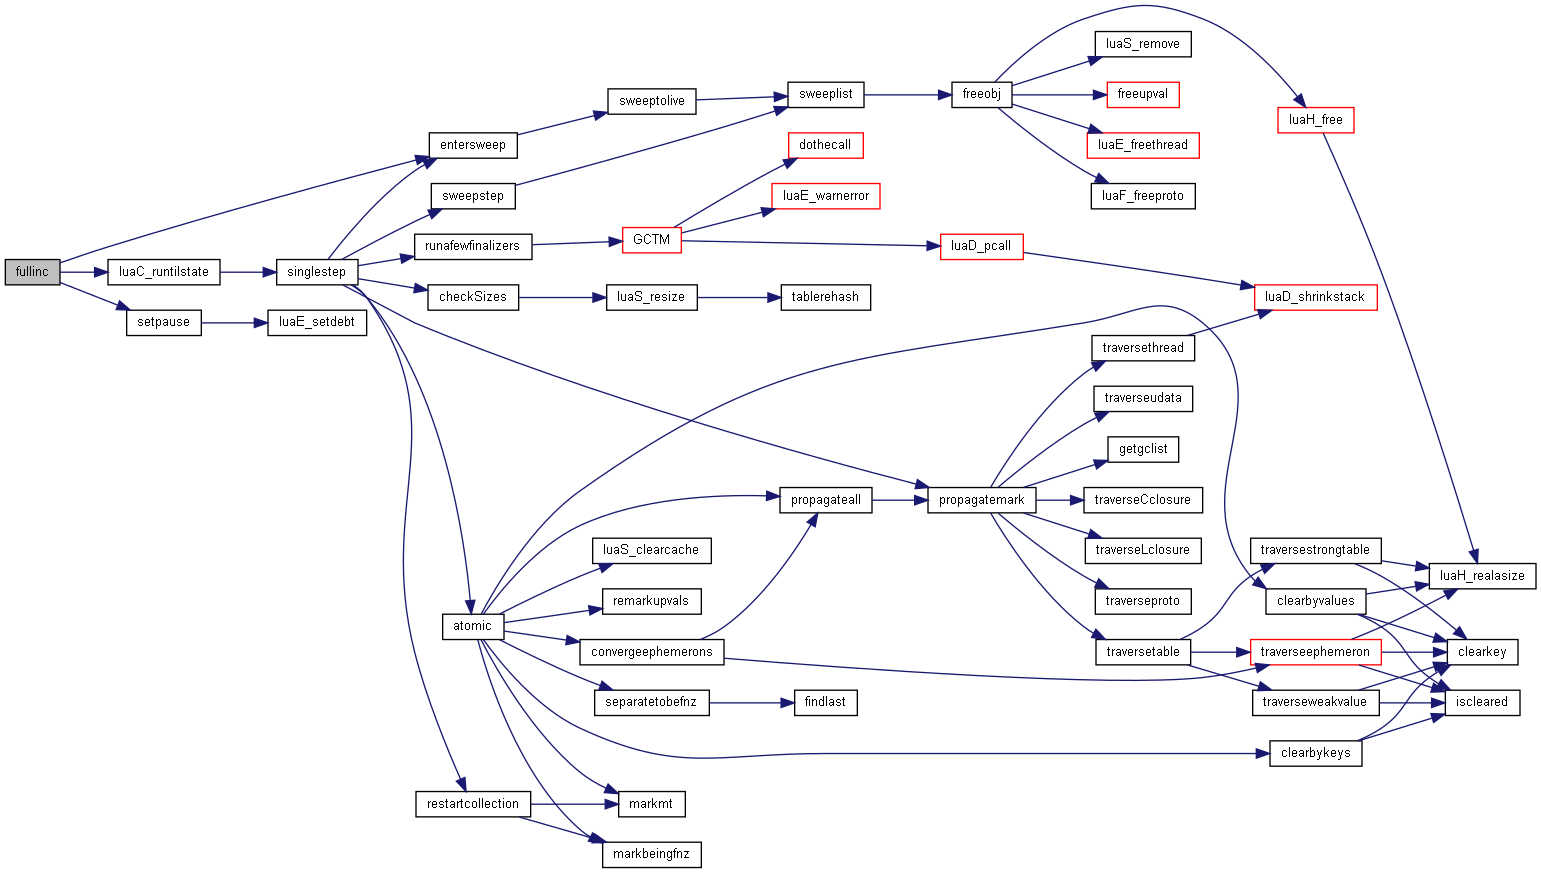 luaS_remove
sweeptolive
sweeplist
freeobj
freeupval
luaH_free
entersweep
dothecall
luaE_freethread
sweepstep
luaE_warnerror
luaF_freeproto
GCTM
runafewfinalizers
luaD_pcall
fullinc
luaC_runtilstate
singlestep
checkSizes
luaS_resize
tablerehash
luaD_shrinkstack
setpause
luaE_setdebt
traversethread
traverseudata
getgclist
propagateall
propagatemark
traverseCclosure
luaS_clearcache
traverseLclosure
traversestrongtable
luaH_realasize
remarkupvals
traverseproto
clearbyvalues
atomic
convergeephemerons
traversetable
traverseephemeron
clearkey
separatetobefnz
findlast
traverseweakvalue
iscleared
clearbykeys
restartcollection
markmt
markbeingfnz